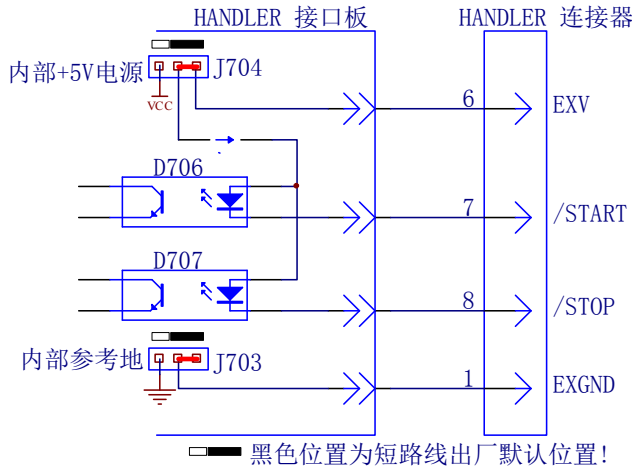 HANDLER 接口板
HANDLER 连接器
内部+5V电源
J704
VCC
6
EXV
D706
7
/START
D707
8
/STOP
内部参考地
J703
1
EXGND
黑色位置为短路线出厂默认位置!